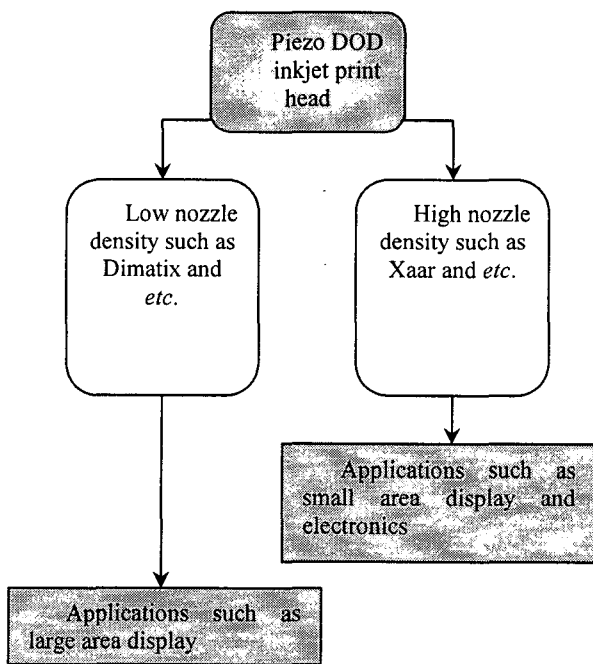 Piezo DOD
inkjet print
head
Low nozzle
density such as
Dimatix and
etc.
High nozzle
density such as
Xaar and etc.
Applications such as
small area display and
electronics
Applications such as
large area display